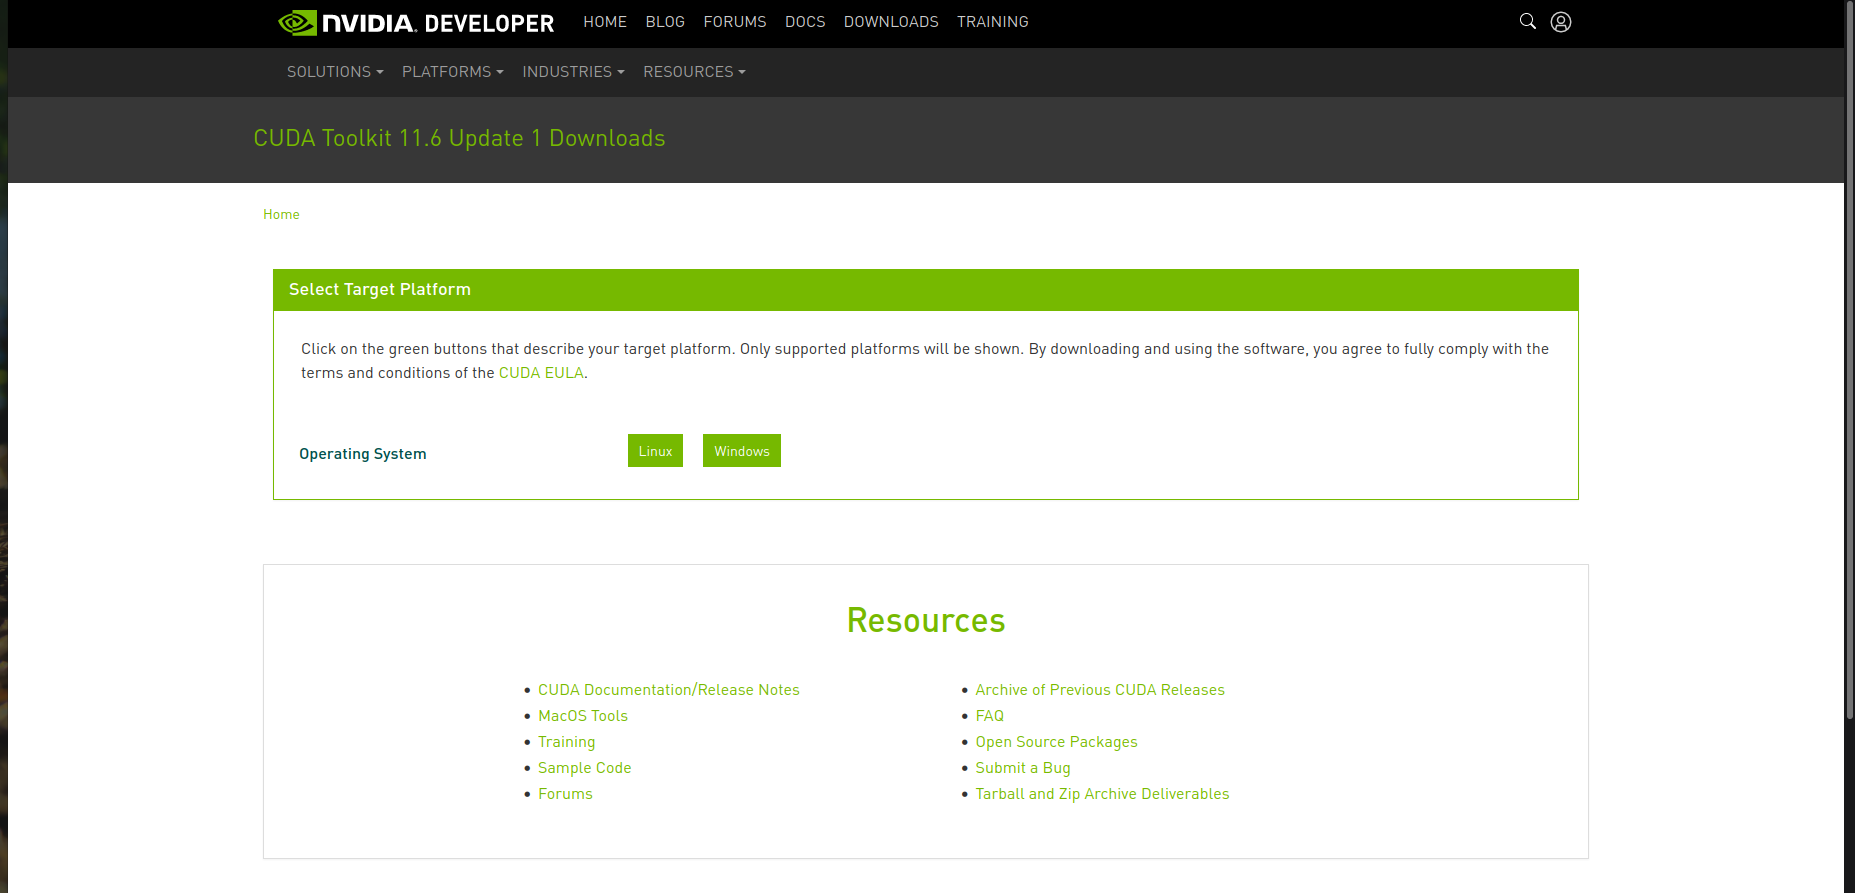 NVIDIA. DEVELOPER HOME BLOG FORUMS DOCS DOWNLOADS TRAINING
SOLUTIONS PLATFORMS INDUSTRIES RESOURCES
CUDA Toolkit 11.6 Update 1 Downloads
Home
Select Target Platform
Click on the green buttons that describe your target platform. Only supported platforms will be shown. By downloading and using the software, you agree to fully comply with the
terms and conditions of the CUDA EULA.
Operating System Linux Windows
Resources
• CUDA Documentation/Release Notes
• MacOS Tools
• Training
• Sample Code
• Forums
• Archive of Previous CUDA Releases
• FAQ
• Open Source Packages
• Submit a Bug
• Tarball and Zip Archive Deliverables